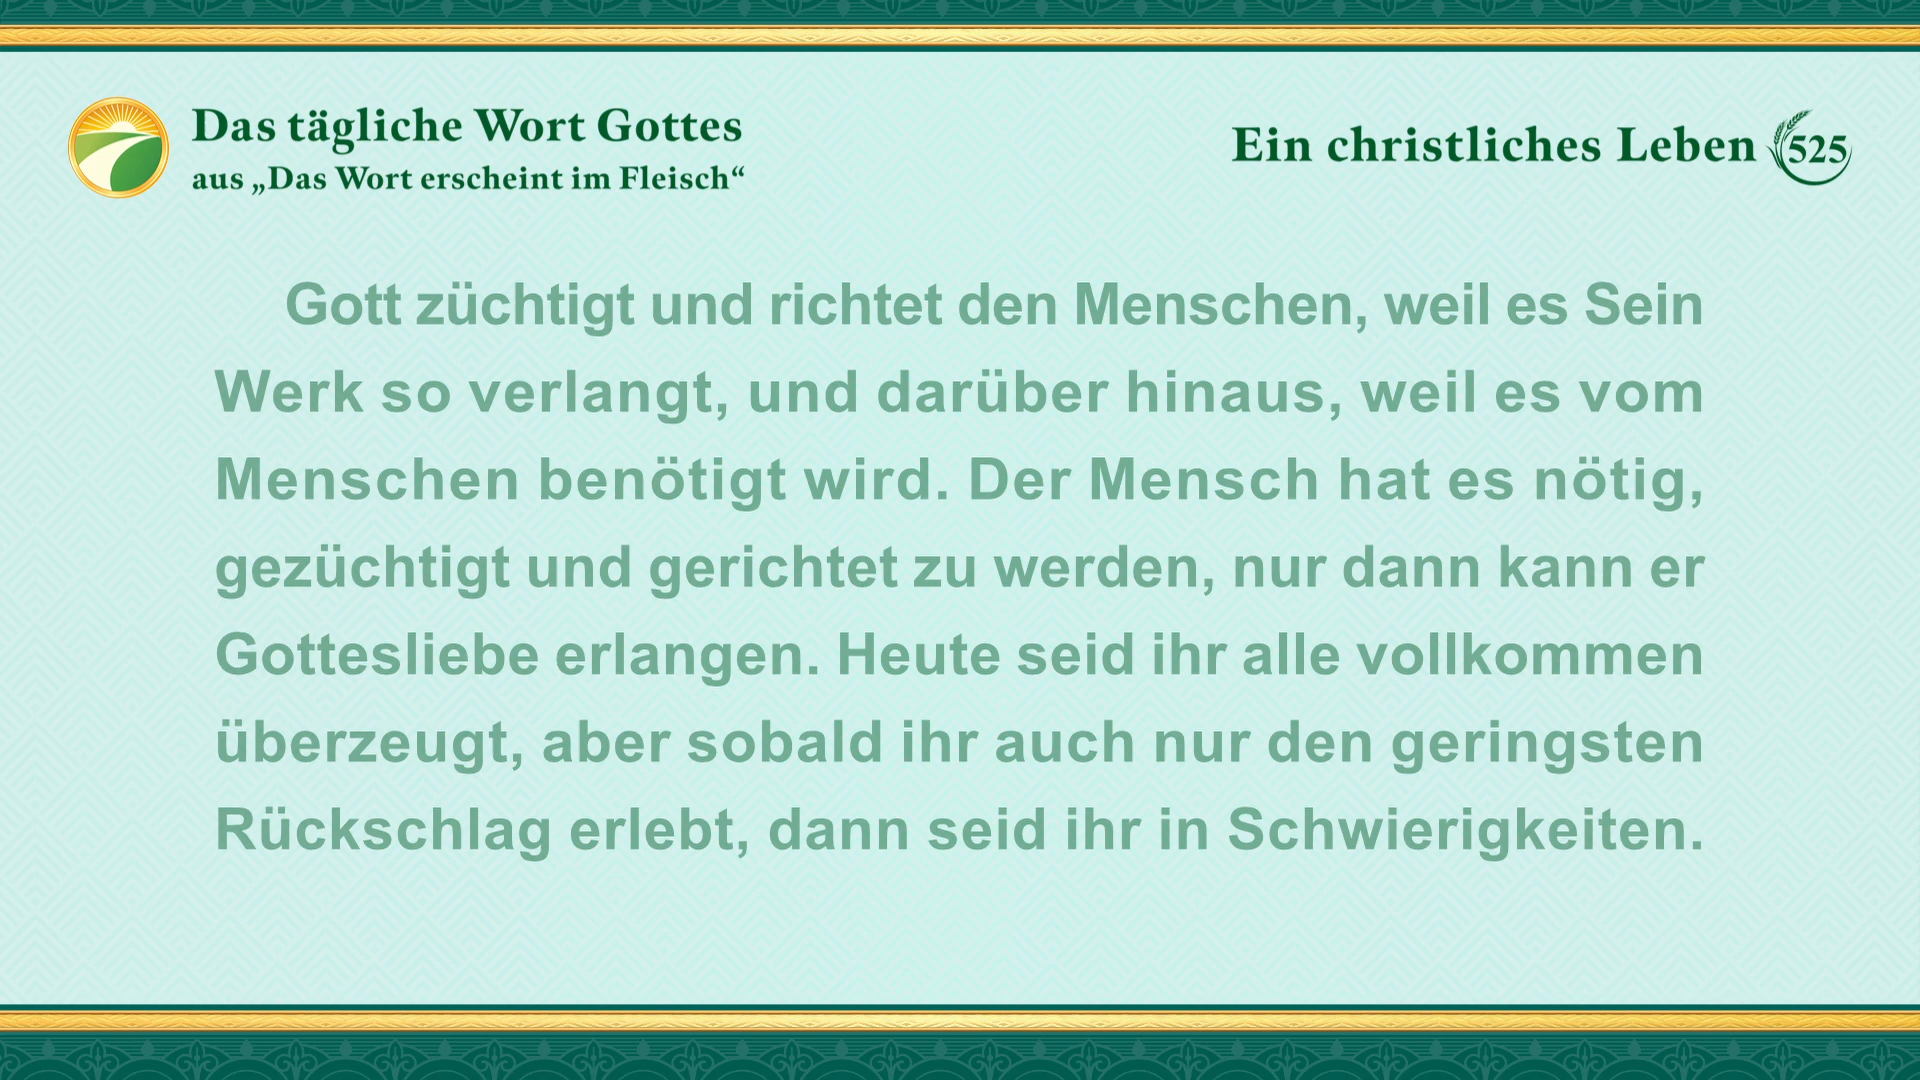 Das tägliche Wort Gottes
aus „Das Wort erscheint im Fleisch“
Ein christliches Leben 525
Gott züchtigt und richtet den Menschen, weil es Sein
Werk so verlangt, und darüber hinaus, weil es vom
Menschen benötigt wird. Der Mensch hat es nötig,
gezüchtigt und gerichtet zu werden, nur dann kann er
Gottesliebe erlangen. Heute seid ihr alle vollkommen
überzeugt, aber sobald ihr auch nur den geringsten
Rückschlag erlebt, dann seid ihr in Schwierigkeiten.